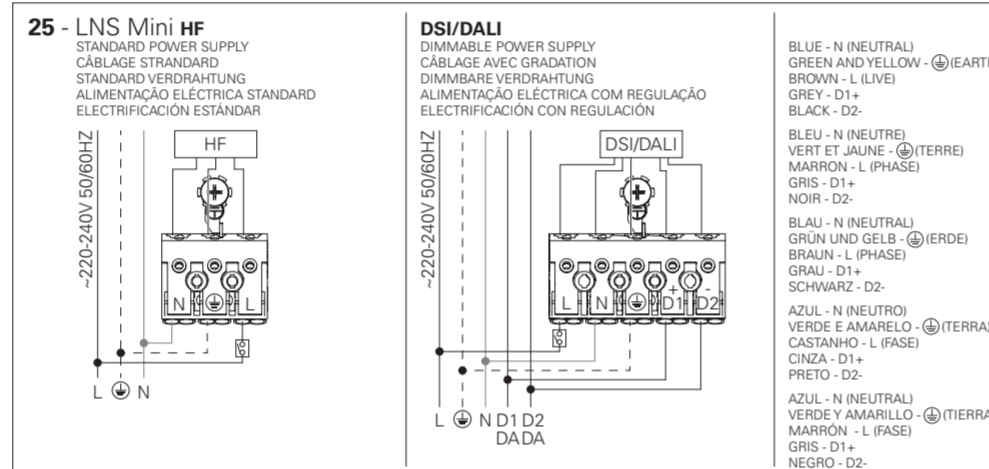 25 - LNS Mini HF
STANDARD POWER SUPPLY
CÂBLAGE STRANDARD
STANDARD VERDRAHTUNG
ALIMENTAÇÃO ELÉCTRICA STANDARD
ELECTRIFICACIÓN ESTÁNDAR
~220-240V 50/60HZ
HF
N L
L N
DSI/DALI
DIMMABLE POWER SUPPLY
CÂBLAGE AVEC GRADATION
DIMMBARE VERDRAHTUNG
ALIMENTAÇÃO ELÉCTRICA COM REGULAÇÃO
ELECTRIFICACIÓN CON REGULACIÓN
~220-240V 50/60HZ
DSI/DALI
+ -
L N D1 D2
L N D1 D2
DA DA
BLUE - N (NEUTRAL)
GREEN AND YELLOW - (EARTH
BROWN - L (LIVE)
GREY - D1+
BLACK - D2-
BLEU - N (NEUTRE)
VERT ET JAUNE - (TERRE)
MARRON - L (PHASE)
GRIS - D1+
NOIR - D2-
BLAU - N (NEUTRAL)
GRÜN UND GELB - (ERDE)
BRAUN - L (PHASE)
GRAU - D1+
SCHWARZ - D2-
AZUL - N (NEUTRO)
VERDE E AMARELO - (TERRA)
CASTANHO - L (FASE)
CINZA - D1+
PRETO - D2-
AZUL - N (NEUTRAL)
VERDE Y AMARILLO - (TIERRA
MARRÓN - L (FASE)
GRIS - D1+
NEGRO - D2-